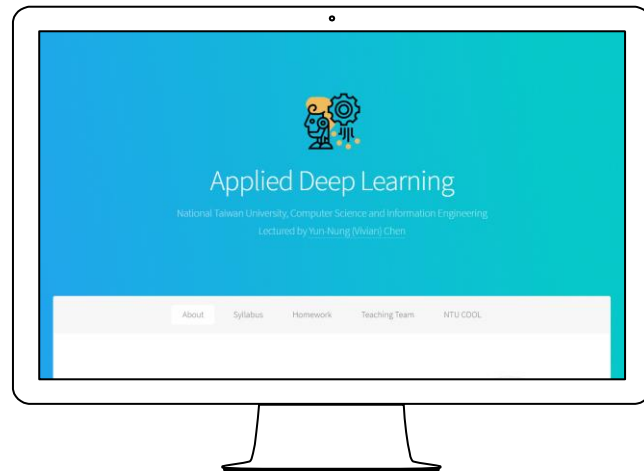 Applied Deep Learning
National Taiwan University, Computer Science and Information Engineering
Lectured by Yun-Nung (Vivian) Chen
About Syllabus Homework Teaching Team NTU COOL